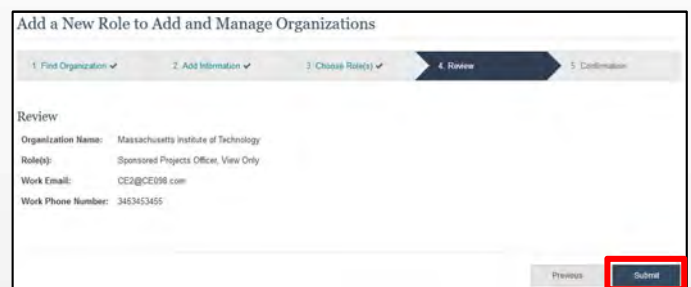 Add a New Role to Add and Manage Organizations
1. Find Organization ✔ 2. Add Information ✔ 3. Choose Role(s) ✔ 4. Review 5. Confirmation
Review
Organization Name: Massachusetts Institute of Technology
Role(s): Sponsored Projects Officer, View Only
Work Email: CE2@CE098.com
Work Phone Number: 3453453455
Previous Submit